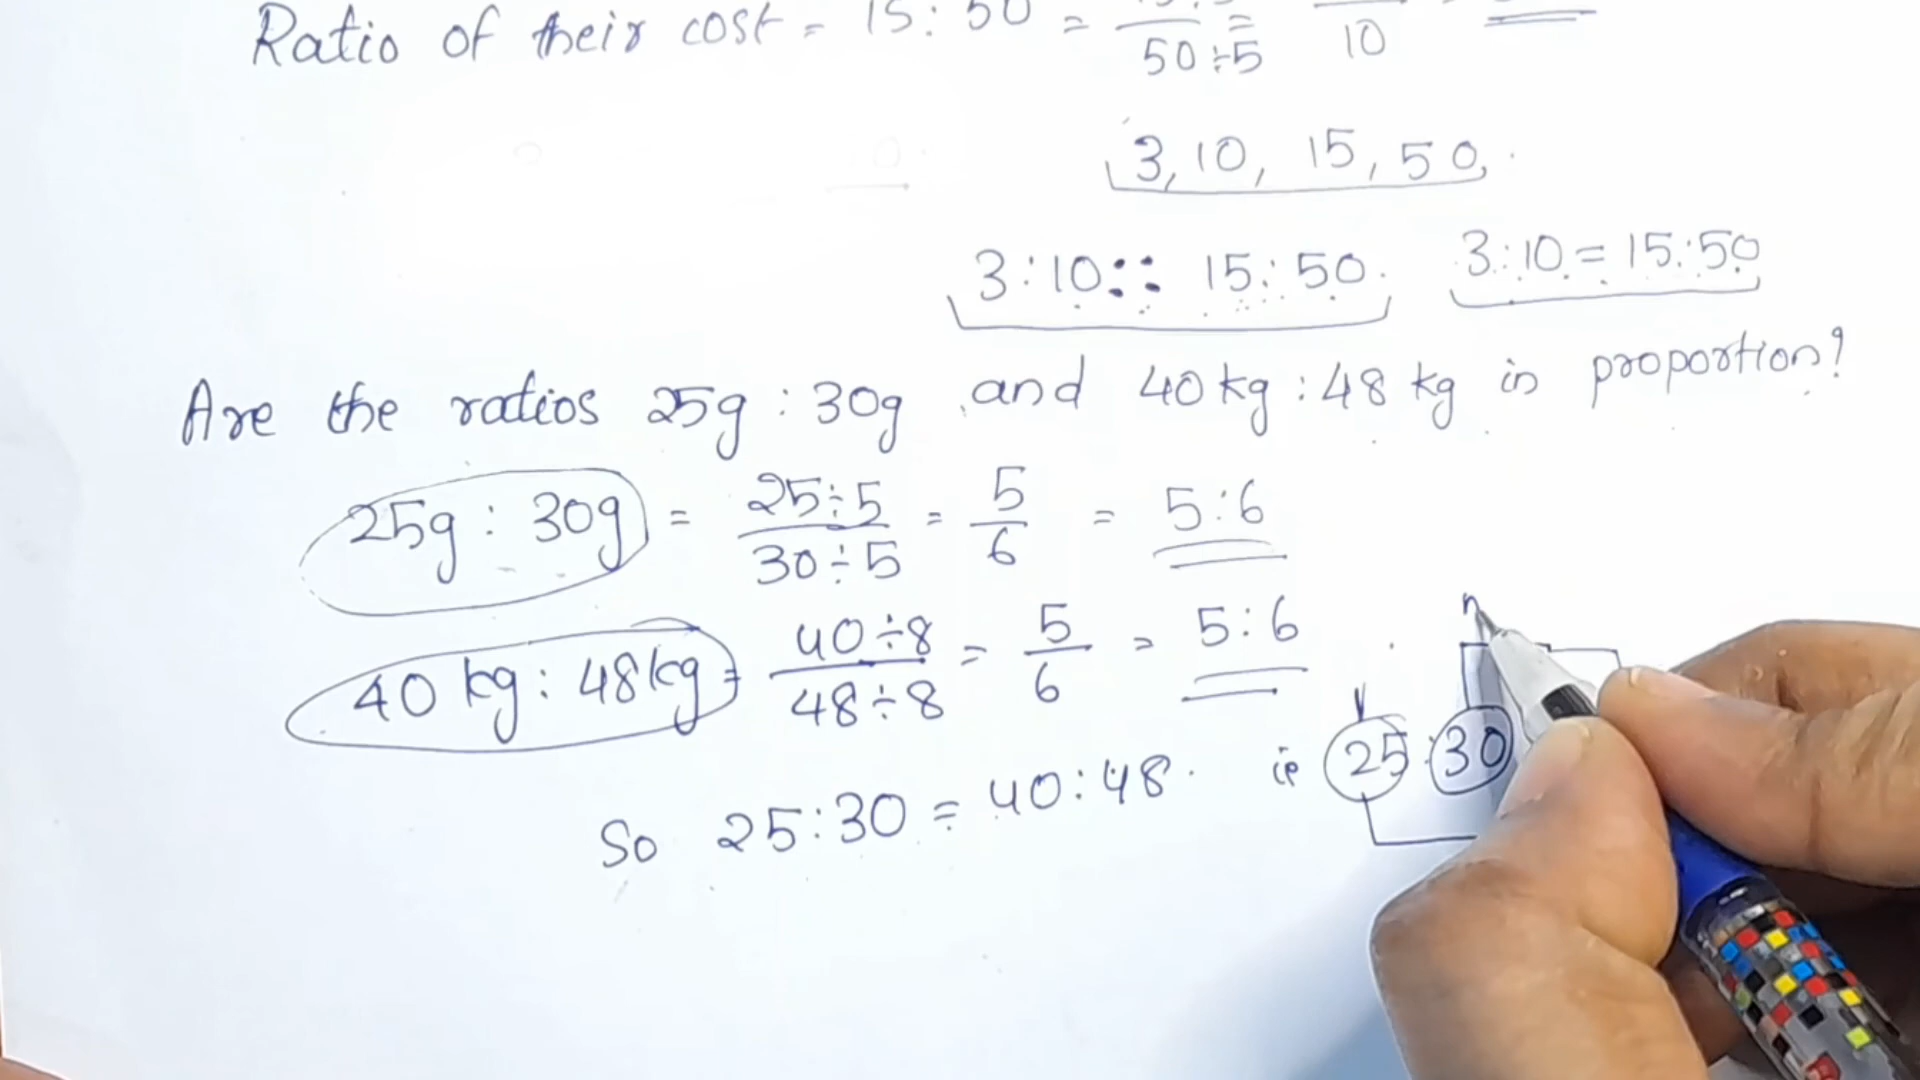 Ratio of their cost = 15:50 = 50÷5 = 10
3, 10, 15, 50,
3:10 :: 15:50. 3:10 = 15:50
Are the ratios 25g : 30g and 40 kg : 48 kg in proportion?
25g : 30g = 25÷5/30÷5 = 5/6 = 5:6
40 kg : 48kg = 40÷8/48÷8 = 5/6 = 5:6
So 25:30 = 40:48. ie 25:30